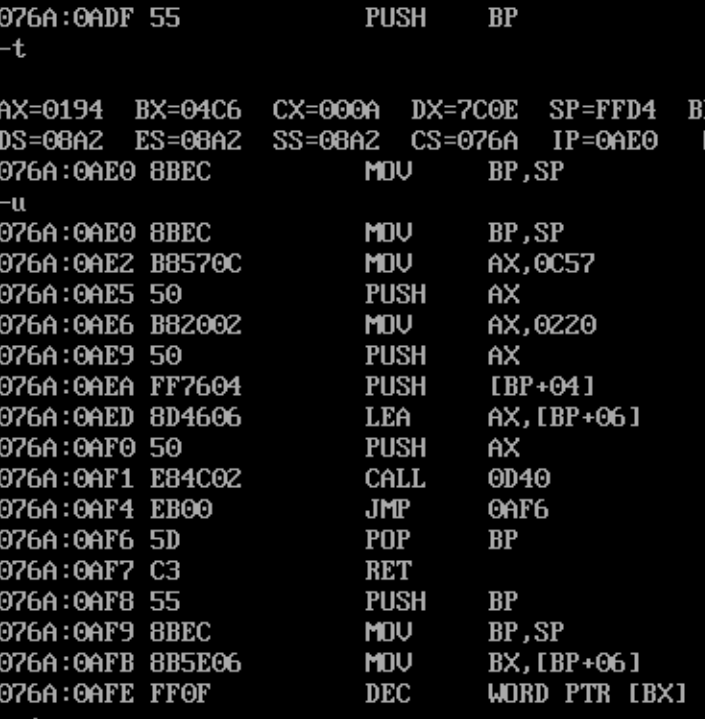 076A:0ADF 55 PUSH BP
-t
AX=0194 BX=04C6 CX=000A DX=7C0E SP=FFD4
DS=08A2 ES=08A2 SS=08A2 CS=076A IP=0AE0
076A:0AE0 8BEC MOV BP,SP
-u
076A:0AE0 8BEC MOV BP,SP
076A:0AE2 B8570C MOV AX,0C57
076A:0AE5 50 PUSH AX
076A:0AE6 B82002 MOV AX,0220
076A:0AE9 50 PUSH AX
076A:0AEA FF7604 PUSH [BP+04]
076A:0AED 8D4606 LEA AX,[BP+06]
076A:0AF0 50 PUSH AX
076A:0AF1 E84C02 CALL 0D40
076A:0AF4 EB00 JMP 0AF6
076A:0AF6 5D POP BP
076A:0AF7 C3 RET
076A:0AF8 55 PUSH BP
076A:0AF9 8BEC MOV BP,SP
076A:0AFB 8B5E06 MOV BX,[BP+06]
076A:0AFE FF0F DEC WORD PTR [BX]